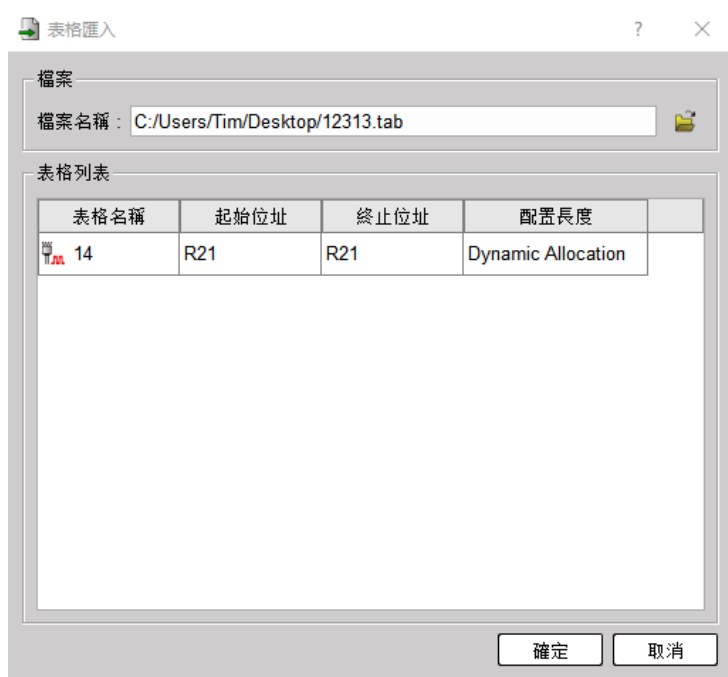 表格匯入
檔案
檔案名稱：C:/Users/Tim/Desktop/12313.tab
表格列表
表格名稱 起始位址 終止位址 配置長度
14 R21 R21 Dynamic Allocation
確定 取消